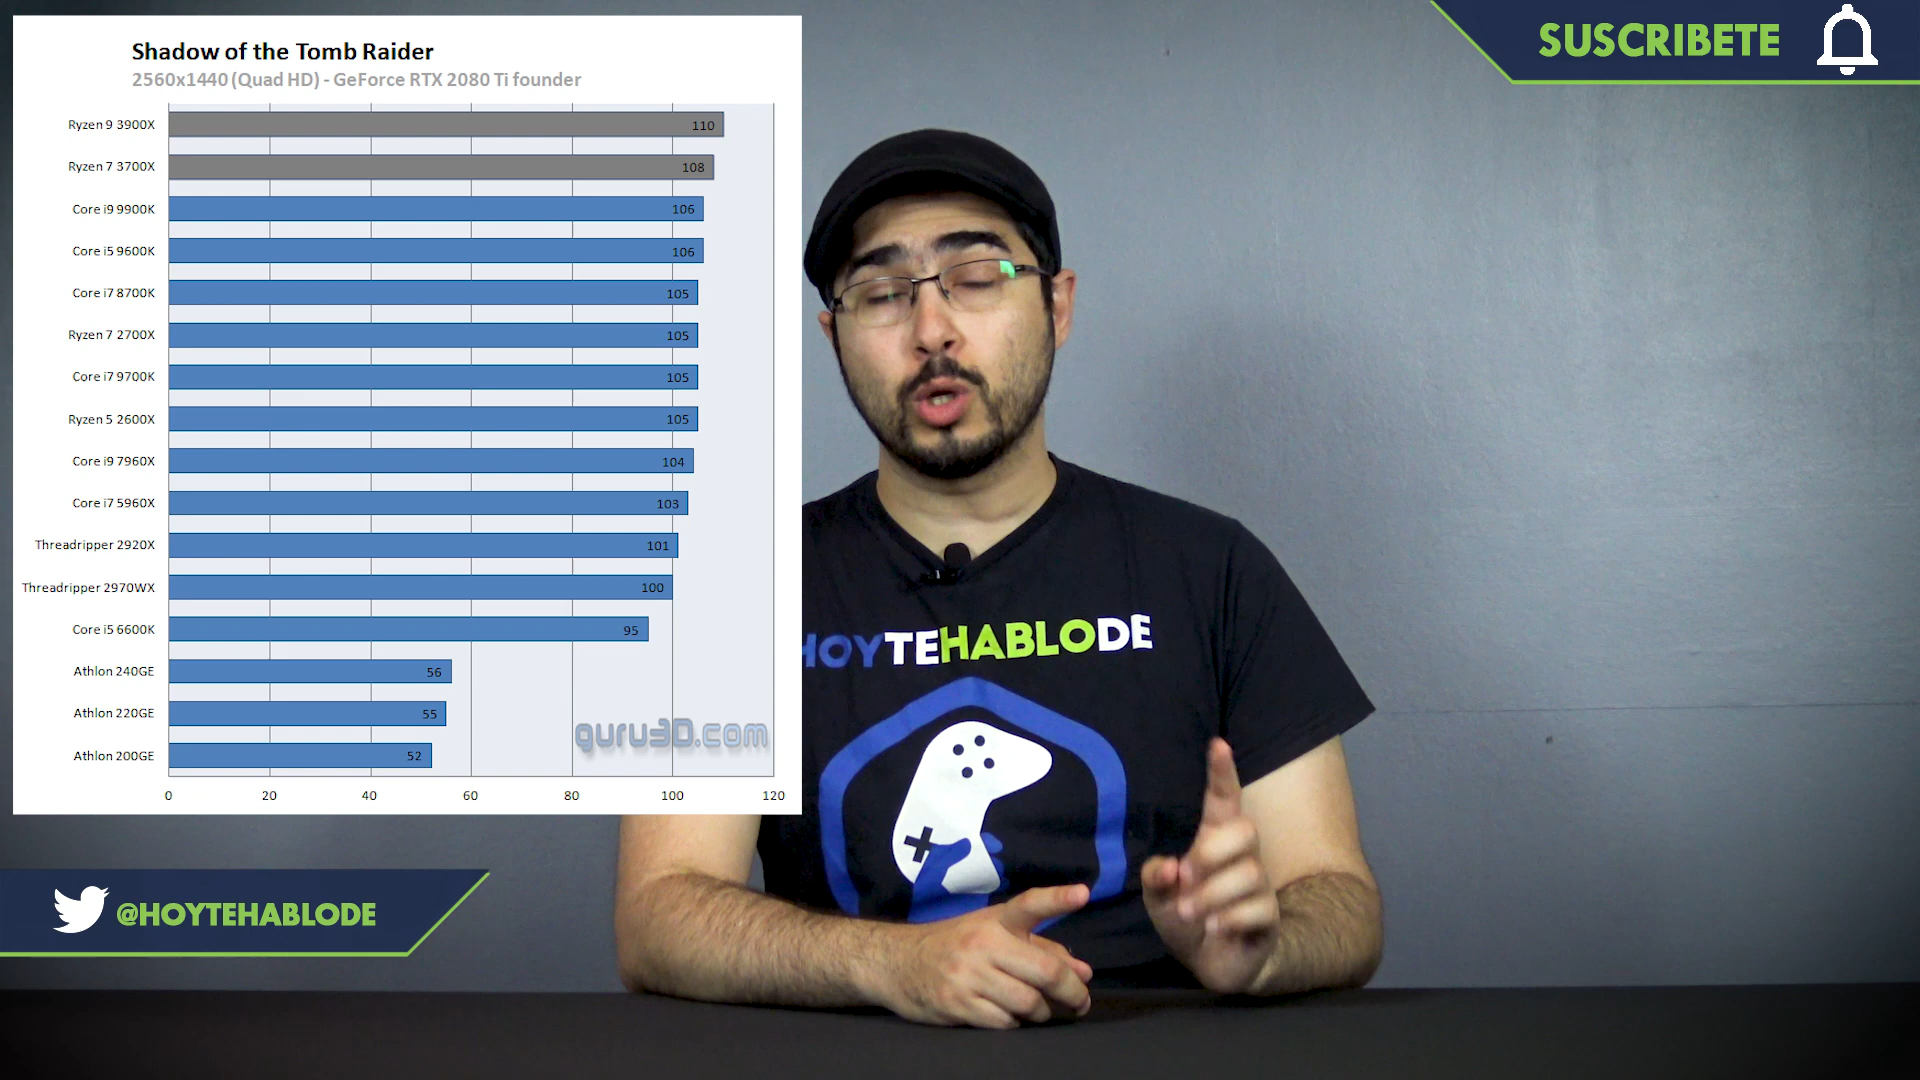 Shadow of the Tomb Raider
2560x1440 (Quad HD) - GeForce RTX 2080 Ti founder
Ryzen 9 3900X 110
Ryzen 7 3700X 108
Core i9 9900K 106
Core i5 9600K 106
Core i7 8700K 105
Ryzen 7 2700X 105
Core i7 9700K 105
Ryzen 5 2600X 105
Core i9 7960X 104
Core i7 5960X 103
Threadripper 2920X 101
Threadripper 2970WX 100
Core i5 6600K 95
Athlon 240GE 56
Athlon 220GE 55
Athlon 200GE 52
guru3D.com
0 20 40 60 80 100 120
SUSCRIBETE
HOYTEHABLODE
@HOYTEHABLODE